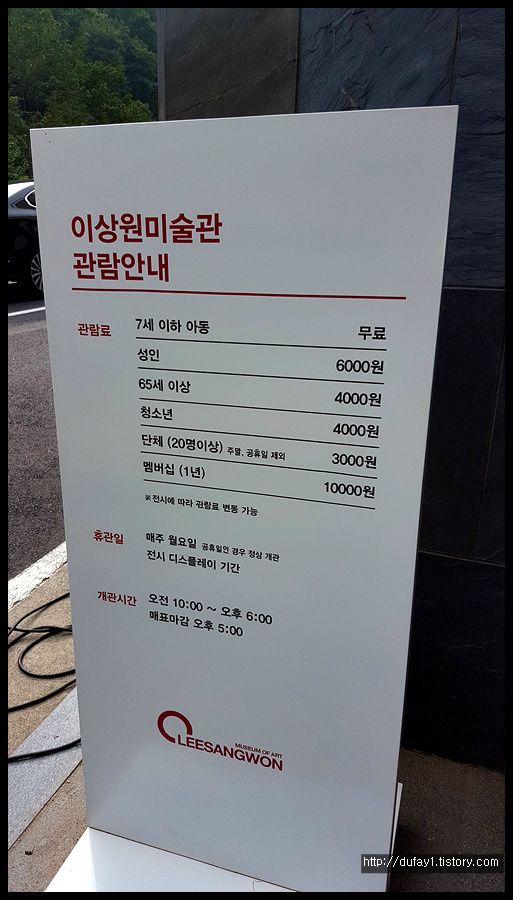 이상원미술관
관람안내
관람료 7세 이하 아동 무료
성인 6000원
65세 이상 4000원
청소년 4000원
단체 (20명이상) 주말, 공휴일 제외 3000원
멤버십 (1년) 10000원
※ 전시에 따라 관람료 변동 가능
휴관일 매주 월요일 공휴일인 경우 정상 개관
전시 디스플레이 기간
개관시간 오전 10:00 ~ 오후 6:00
매표마감 오후 5:00
MUSEUM OF ART
LEESANGWON
http://dufay1.tistory.com